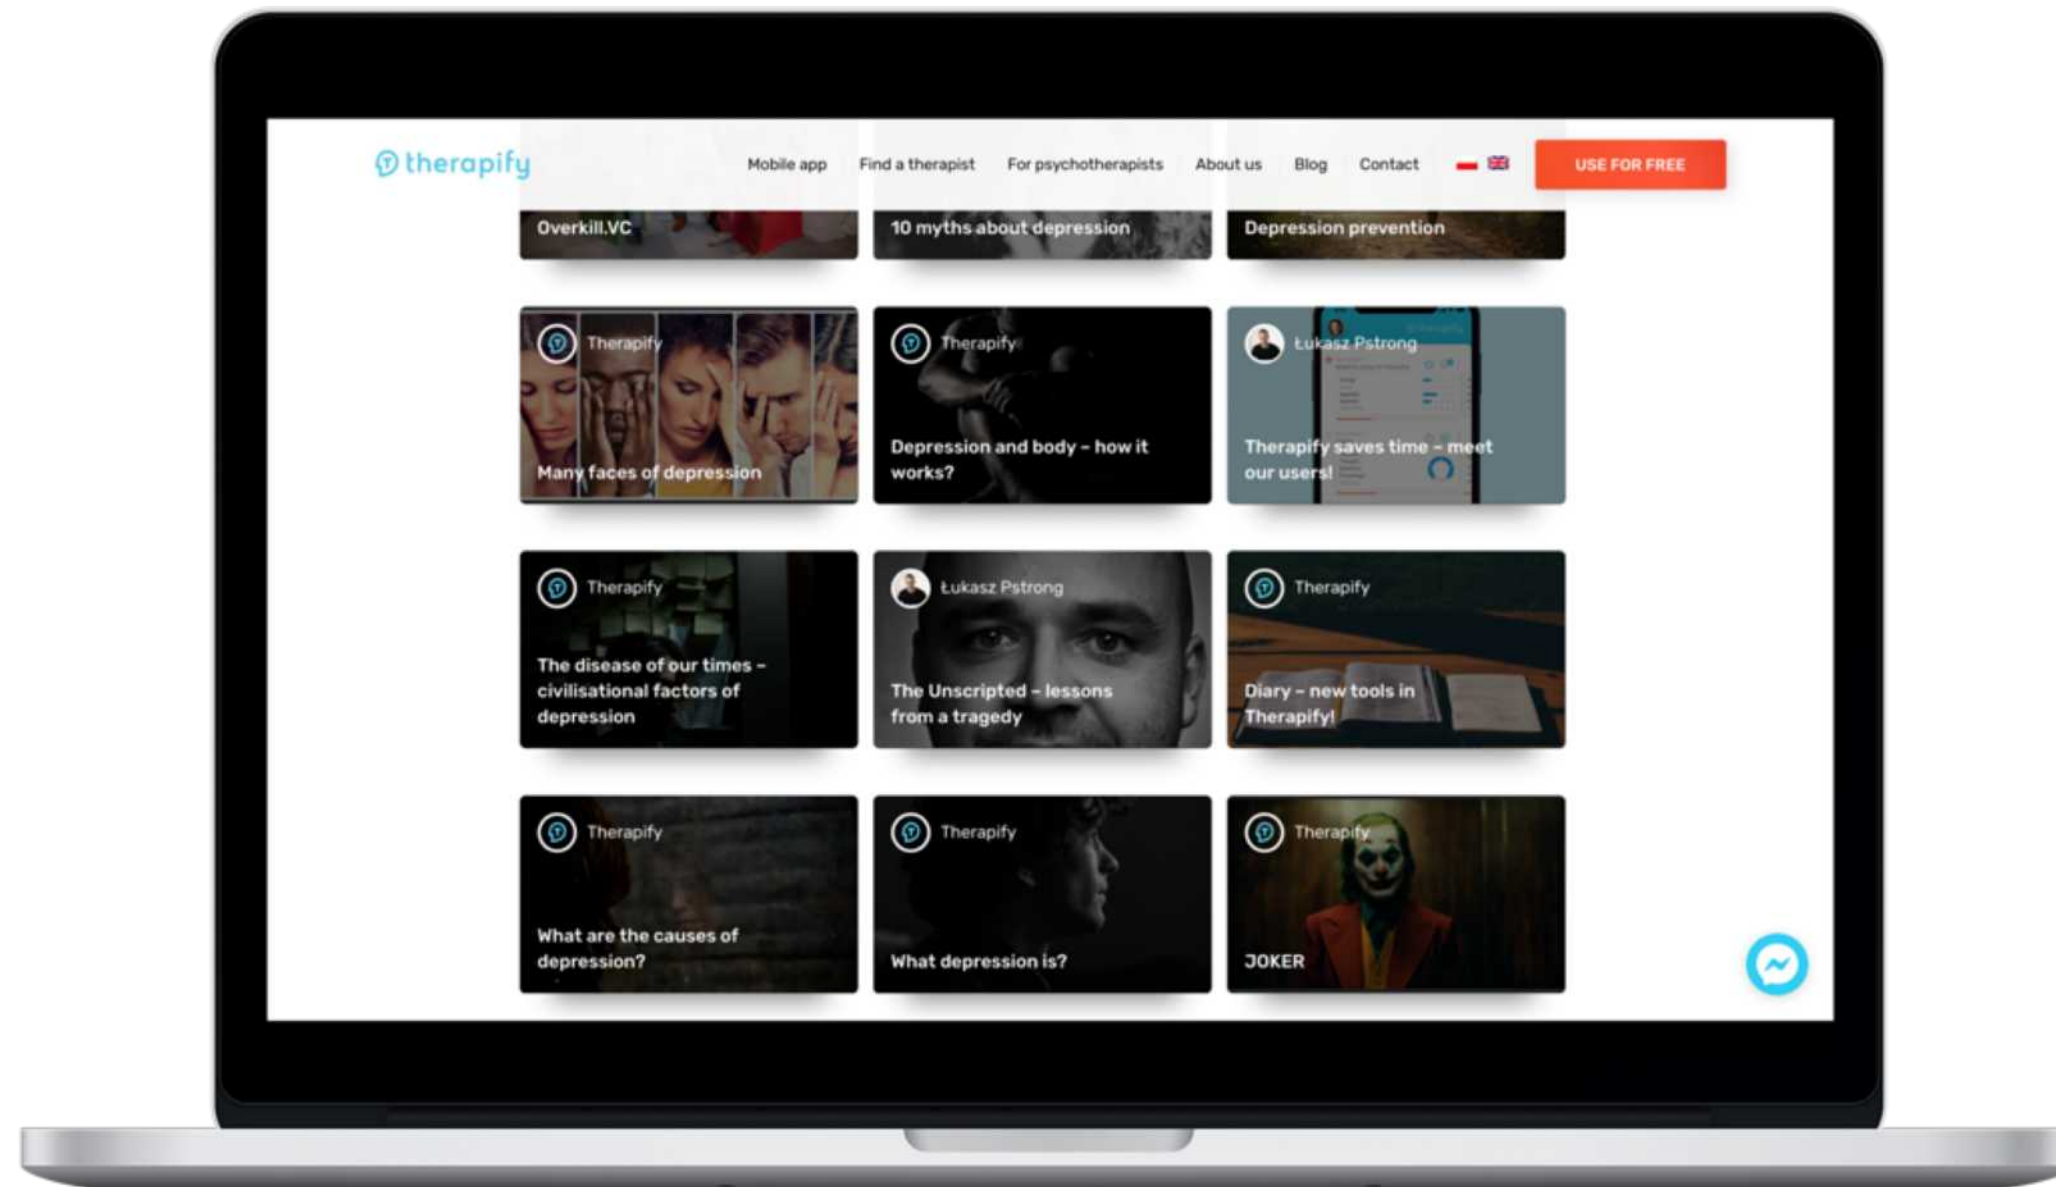 therapify
Mobile app Find a therapist For psychotherapists About us Blog Contact USE FOR FREE
Overkill.VC
10 myths about depression
Depression prevention
Therapify
Many faces of depression
Therapify
Depression and body – how it
works?
Łukasz Pstrong
Therapify saves time – meet
our users!
Therapify
The disease of our times –
civilisational factors of
depression
Łukasz Pstrong
The Unscripted – lessons
from a tragedy
Therapify
Diary – new tools in
Therapify!
Therapify
What are the causes of
depression?
Therapify
What depression is?
Therapify
JOKER